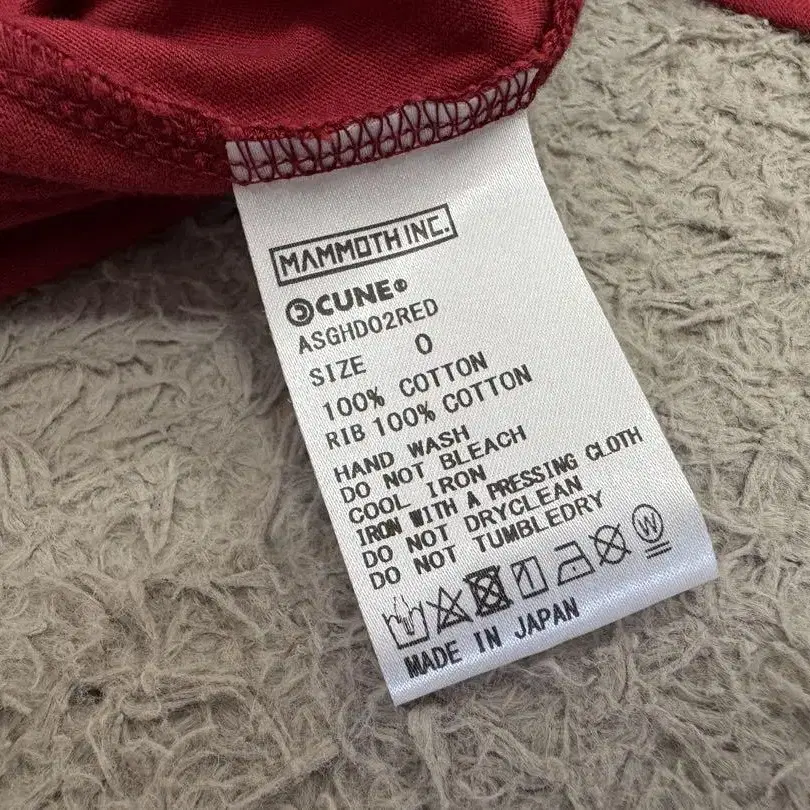 MAMMOTH INC.
CUNE®
ASGHD02RED
SIZE 0
100% COTTON
RIB 100% COTTON
HAND WASH
DO NOT BLEACH
COOL IRON
IRON WITH A PRESSING CLOTH
DO NOT DRYCLEAN
DO NOT TUMBLEDRY
W
MADE IN JAPAN